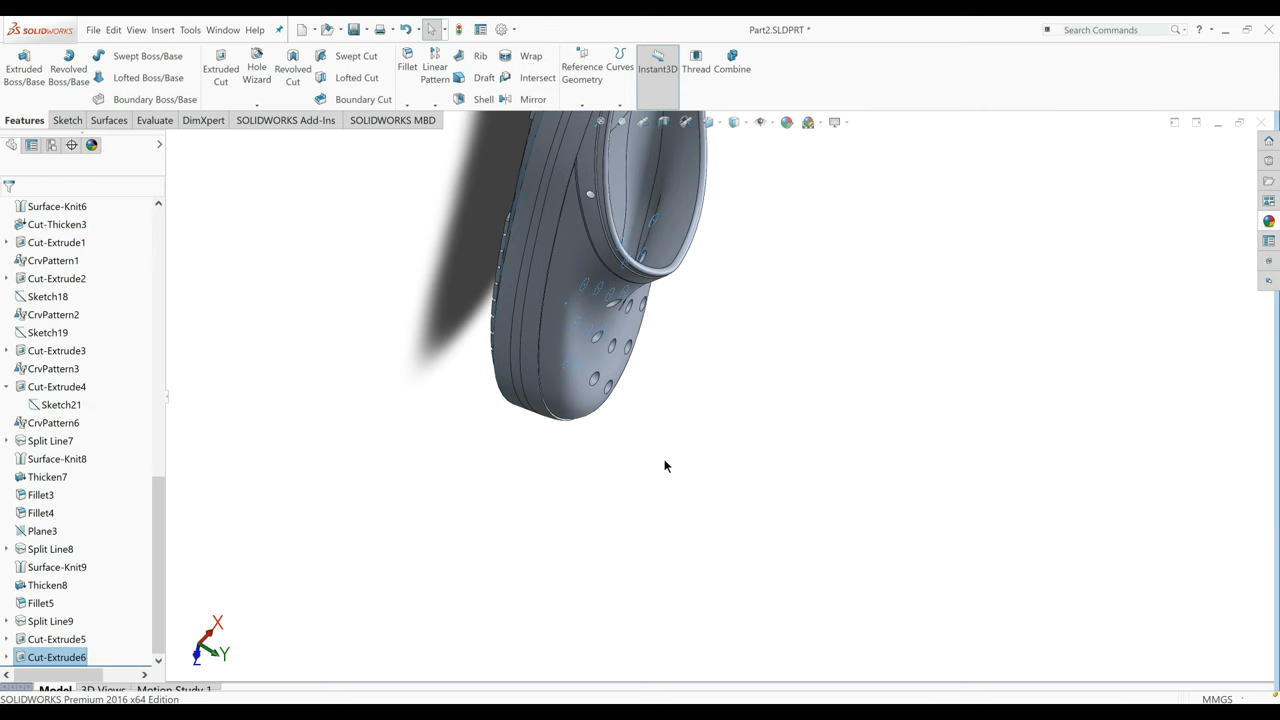 SOLIDWORKS File Edit View Insert Tools Window Help Part2.SLDPRT * Search Commands
Extruded Boss/Base Revolved Boss/Base Swept Boss/Base Lofted Boss/Base Boundary Boss/Base Extruded Cut Hole Wizard Revolved Cut Swept Cut Lofted Cut Boundary Cut Fillet Linear Pattern Rib Draft Shell Wrap Intersect Mirror Reference Geometry Curves Instant3D Thread Combine
Features Sketch Surfaces Evaluate DimXpert SOLIDWORKS Add-Ins SOLIDWORKS MBD
Surface-Knit6
Cut-Thicken3
Cut-Extrude1
CrvPattern1
Cut-Extrude2
Sketch18
CrvPattern2
Sketch19
Cut-Extrude3
CrvPattern3
Cut-Extrude4
Sketch21
CrvPattern6
Split Line7
Surface-Knit8
Thicken7
Fillet3
Fillet4
Plane3
Split Line8
Surface-Knit9
Thicken8
Fillet5
Split Line9
Cut-Extrude5
Cut-Extrude6
X
Y
Z
Model 3D Views Motion Study 1
SOLIDWORKS Premium 2016 x64 Edition MMGS